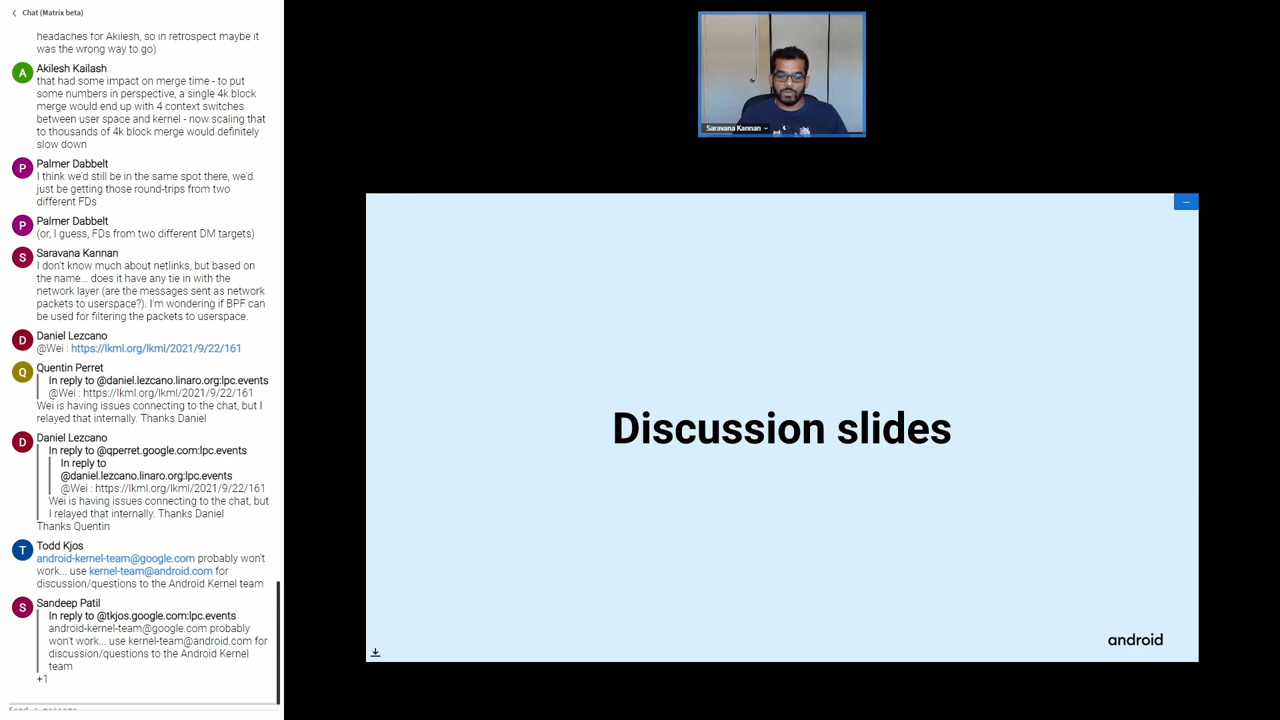 Chat (Matrix beta)
headaches for Akilesh, so in retrospect maybe it
was the wrong way to go)
A
Akilesh Kailash
that had some impact on merge time - to put
some numbers in perspective, a single 4k block
merge would end up with 4 context switches
between user space and kernel - now scaling that
to thousands of 4k block merge would definitely
slow down
P
Palmer Dabbelt
I think we'd still be in the same spot there, we'd
just be getting those round-trips from two
different FDs
P
Palmer Dabbelt
(or, I guess, FDs from two different DM targets)
S
Saravana Kannan
I don't know much about netlinks, but based on
the name... does it have any tie in with the
network layer (are the messages sent as network
packets to userspace?). I'm wondering if BPF can
be used for filtering the packets to userspace.
D
Daniel Lezcano
@Wei : https://lkml.org/lkml/2021/9/22/161
Q
Quentin Perret
In reply to @daniel.lezcano.linaro.org:lpc.events
@Wei : https://lkml.org/lkml/2021/9/22/161
Wei is having issues connecting to the chat, but I
relayed that internally. Thanks Daniel
D
Daniel Lezcano
In reply to @qperret.google.com:lpc.events
In reply to
@daniel.lezcano.linaro.org:lpc.events
@Wei : https://lkml.org/lkml/2021/9/22/161
Wei is having issues connecting to the chat, but
I relayed that internally. Thanks Daniel
Thanks Quentin
T
Todd Kjos
android-kernel-team@google.com probably won't
work... use kernel-team@android.com for
discussion/questions to the Android Kernel team
S
Sandeep Patil
In reply to @tkjos.google.com:lpc.events
android-kernel-team@google.com probably
won't work... use kernel-team@android.com for
discussion/questions to the Android Kernel
team
+1
Send a message
Saravana Kannan
Discussion slides
android